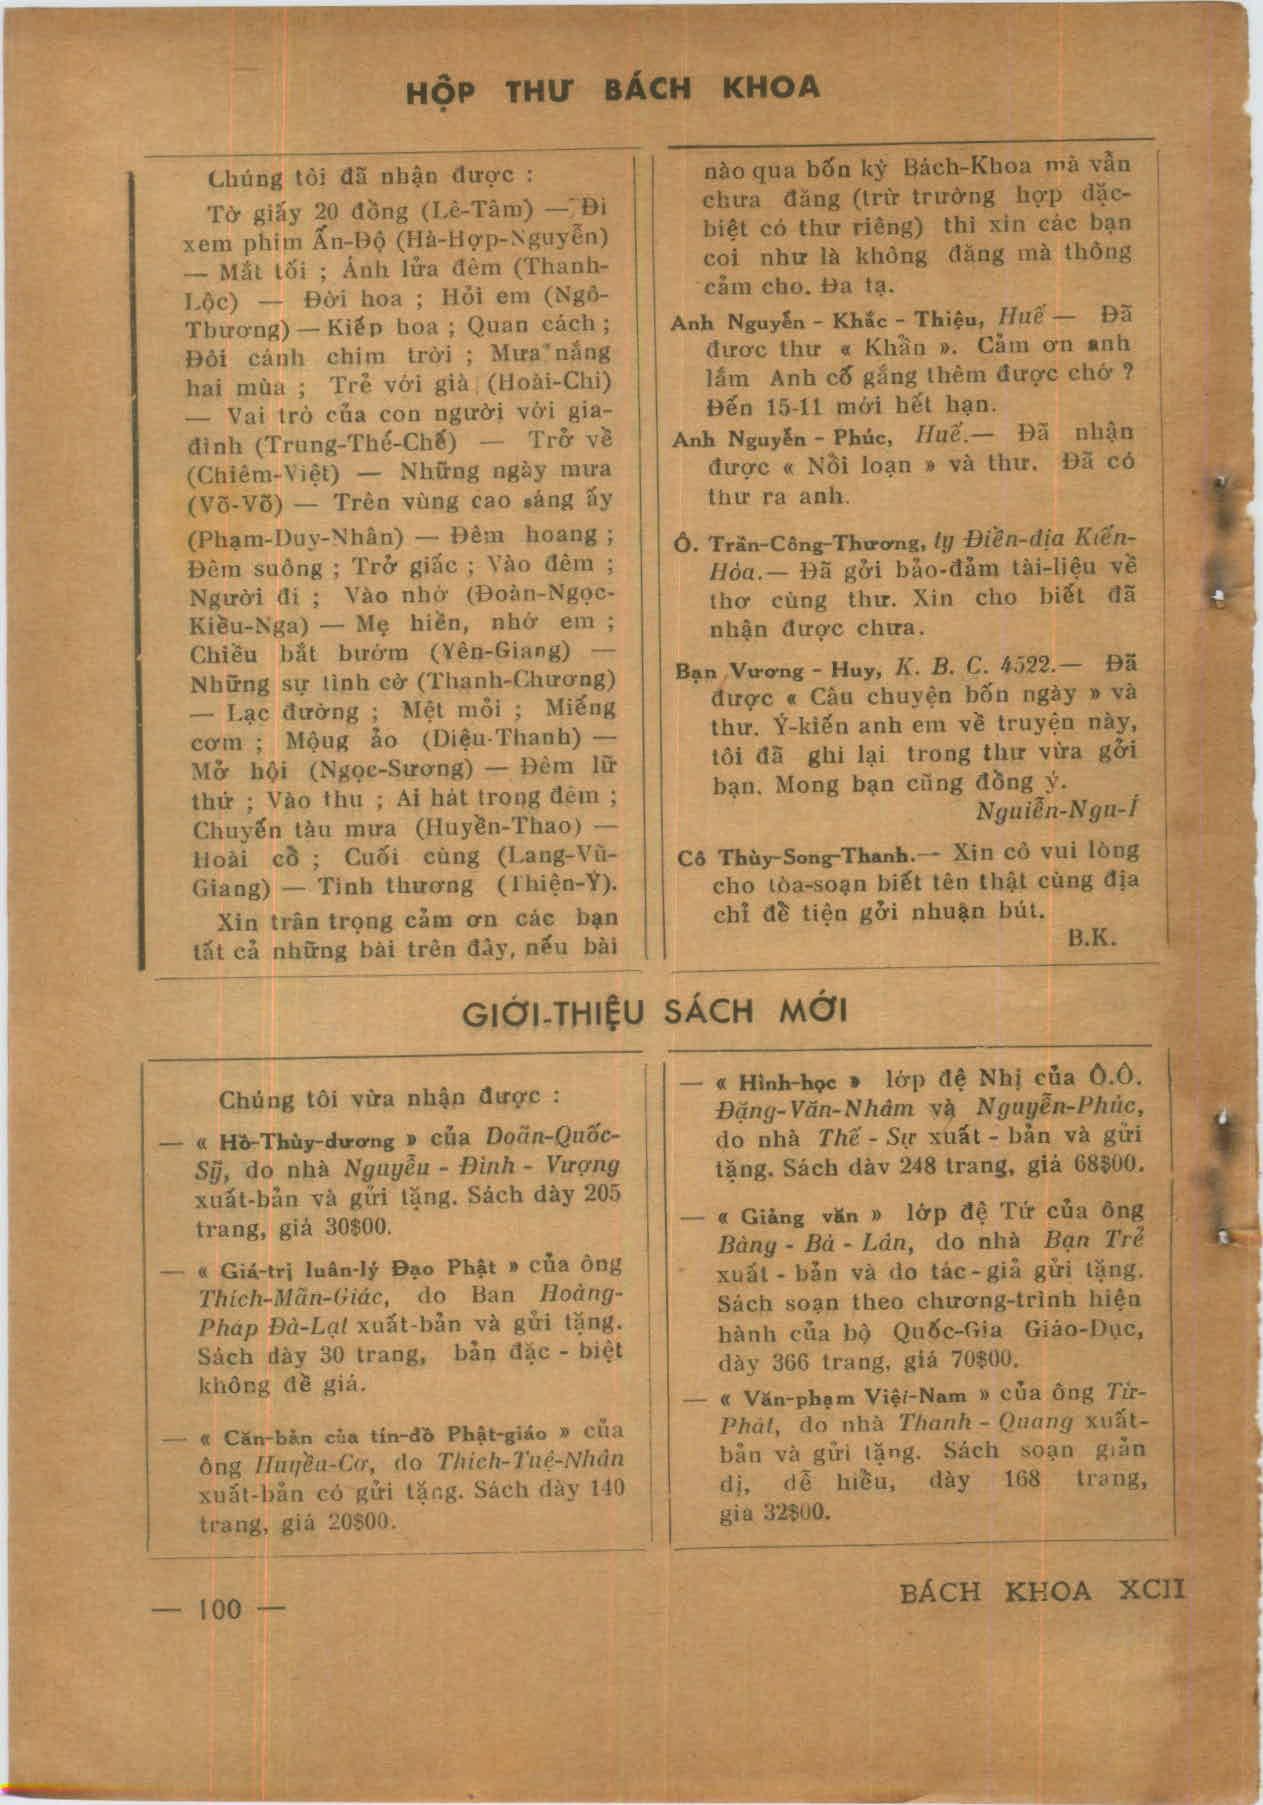 HỘP THƯ BÁCH KHOA
Chúng tôi đã nhận được :
Tờ giấy 20 đồng (Lê-Tâm) — Đi
xem phim Ấn-Độ (Hà-Hợp-Nguyễn)
— Mắt tối ; Ánh lửa đêm (Thanh-
Lộc) — Đời hoa ; Hỏi em (Ngô-
Thương) — Kiếp hoa ; Quan cách ;
Đôi cánh chim trời ; Mưa nắng
hai mùa ; Trẻ với già (Hoài-Chi)
— Vai trò của con người với gia-
đình (Trung-Thế-Chế) — Trở về
(Chiêm-Việt) — Những ngày mưa
(Võ-Võ) — Trên vùng cao sáng ấy
(Phạm-Duy-Nhân) — Đêm hoang ;
Đêm suông ; Trở giấc ; Vào đêm ;
Người đi ; Vào nhớ (Đoàn-Ngọc-
Kiều-Nga) — Mẹ hiền, nhớ em ;
Chiều bắt bướm (Yên-Giang) —
Những sự tình cờ (Thanh-Chương)
— Lạc đường ; Mệt mỏi ; Miếng
cơm ; Mộug ảo (Diệu-Thanh) —
Mở hội (Ngọc-Sương) — Đêm lữ
thứ ; Vào thu ; Ai hát trong đêm ;
Chuyến tàu mưa (Huyền-Thao) —
Hoài cổ ; Cuối cùng (Lang-Vũ-
Giang) — Tình thương (Thiện-Ý).
Xin trân trọng cảm ơn các bạn
tất cả những bài trên đây, nếu bài
nào qua bốn kỳ Bách-Khoa mà vẫn
chưa đăng (trừ trường hợp đặc-
biệt có thư riêng) thì xin các bạn
coi như là không đăng mà thông
cảm cho. Đa tạ.
Anh Nguyễn - Khắc - Thiệu, Huế — Đã
được thư « Khẩn ». Cảm ơn anh
lắm Anh cố gắng thêm được chớ ?
Đến 15-11 mới hết hạn.
Anh Nguyễn - Phúc, Huế.— Đã nhận
được « Nổi loạn » và thư. Đã có
thư ra anh.
Ô. Trần-Công-Thương, ty Điền-địa Kiến-
Hòa.— Đã gởi bảo-đảm tài-liệu về
thơ cùng thư. Xin cho biết đã
nhận được chưa.
Bạn Vương - Huy, K. B. C. 4522.— Đã
được « Câu chuyện bốn ngày » và
thư. Ý-kiến anh em về truyện này,
tôi đã ghi lại trong thư vừa gởi
bạn. Mong bạn cũng đồng ý.
Nguiễn-Ngu-Í
Cô Thùy-Song-Thanh.— Xin cô vui lòng
cho tòa-soạn biết tên thật cùng địa
chỉ để tiện gởi nhuận bút.
B.K.
GIỚI-THIỆU SÁCH MỚI
Chúng tôi vừa nhận được :
— « Hồ-Thùy-dương » của Doãn-Quốc-
Sỹ, do nhà Nguyễu - Đình - Vượng
xuất-bản và gửi tặng. Sách dày 205
trang, giá 30$00.
— « Giá-trị luân-lý Đạo Phật » của ông
Thích-Mãn-Giác, do Ban Hoàng-
Pháp Đà-Lạt xuất-bản và gửi tặng.
Sách dày 30 trang, bản đặc - biệt
không đề giá.
— « Căn-bản của tín-đồ Phật-giáo » của
ông Huyền-Cơ, do Thích-Tuệ-Nhân
xuất-bản có gửi tặng. Sách dày 140
trang, giá 20$00.
— « Hình-học » lớp đệ Nhị của Ô.Ô.
Đặng-Văn-Nhâm và Nguyễn-Phúc,
do nhà Thế - Sự xuất - bản và gửi
tặng. Sách dàv 248 trang, giá 68$00.
— « Giảng văn » lớp đệ Tứ của ông
Bàng - Bá - Lân, do nhà Bạn Trẻ
xuất - bản và do tác - giả gửi tặng.
Sách soạn theo chương-trình hiện
hành của bộ Quốc-Gia Giáo-Dục,
dày 366 trang, giá 70$00.
— « Văn-phạm Việt-Nam » của ông Từ-
Phát, do nhà Thanh - Quang xuất-
bản và gửi tặng. Sách soạn giản
dị, dễ hiểu, dày 168 trang,
giá 32$00.
— 100 —
BÁCH KHOA XCII